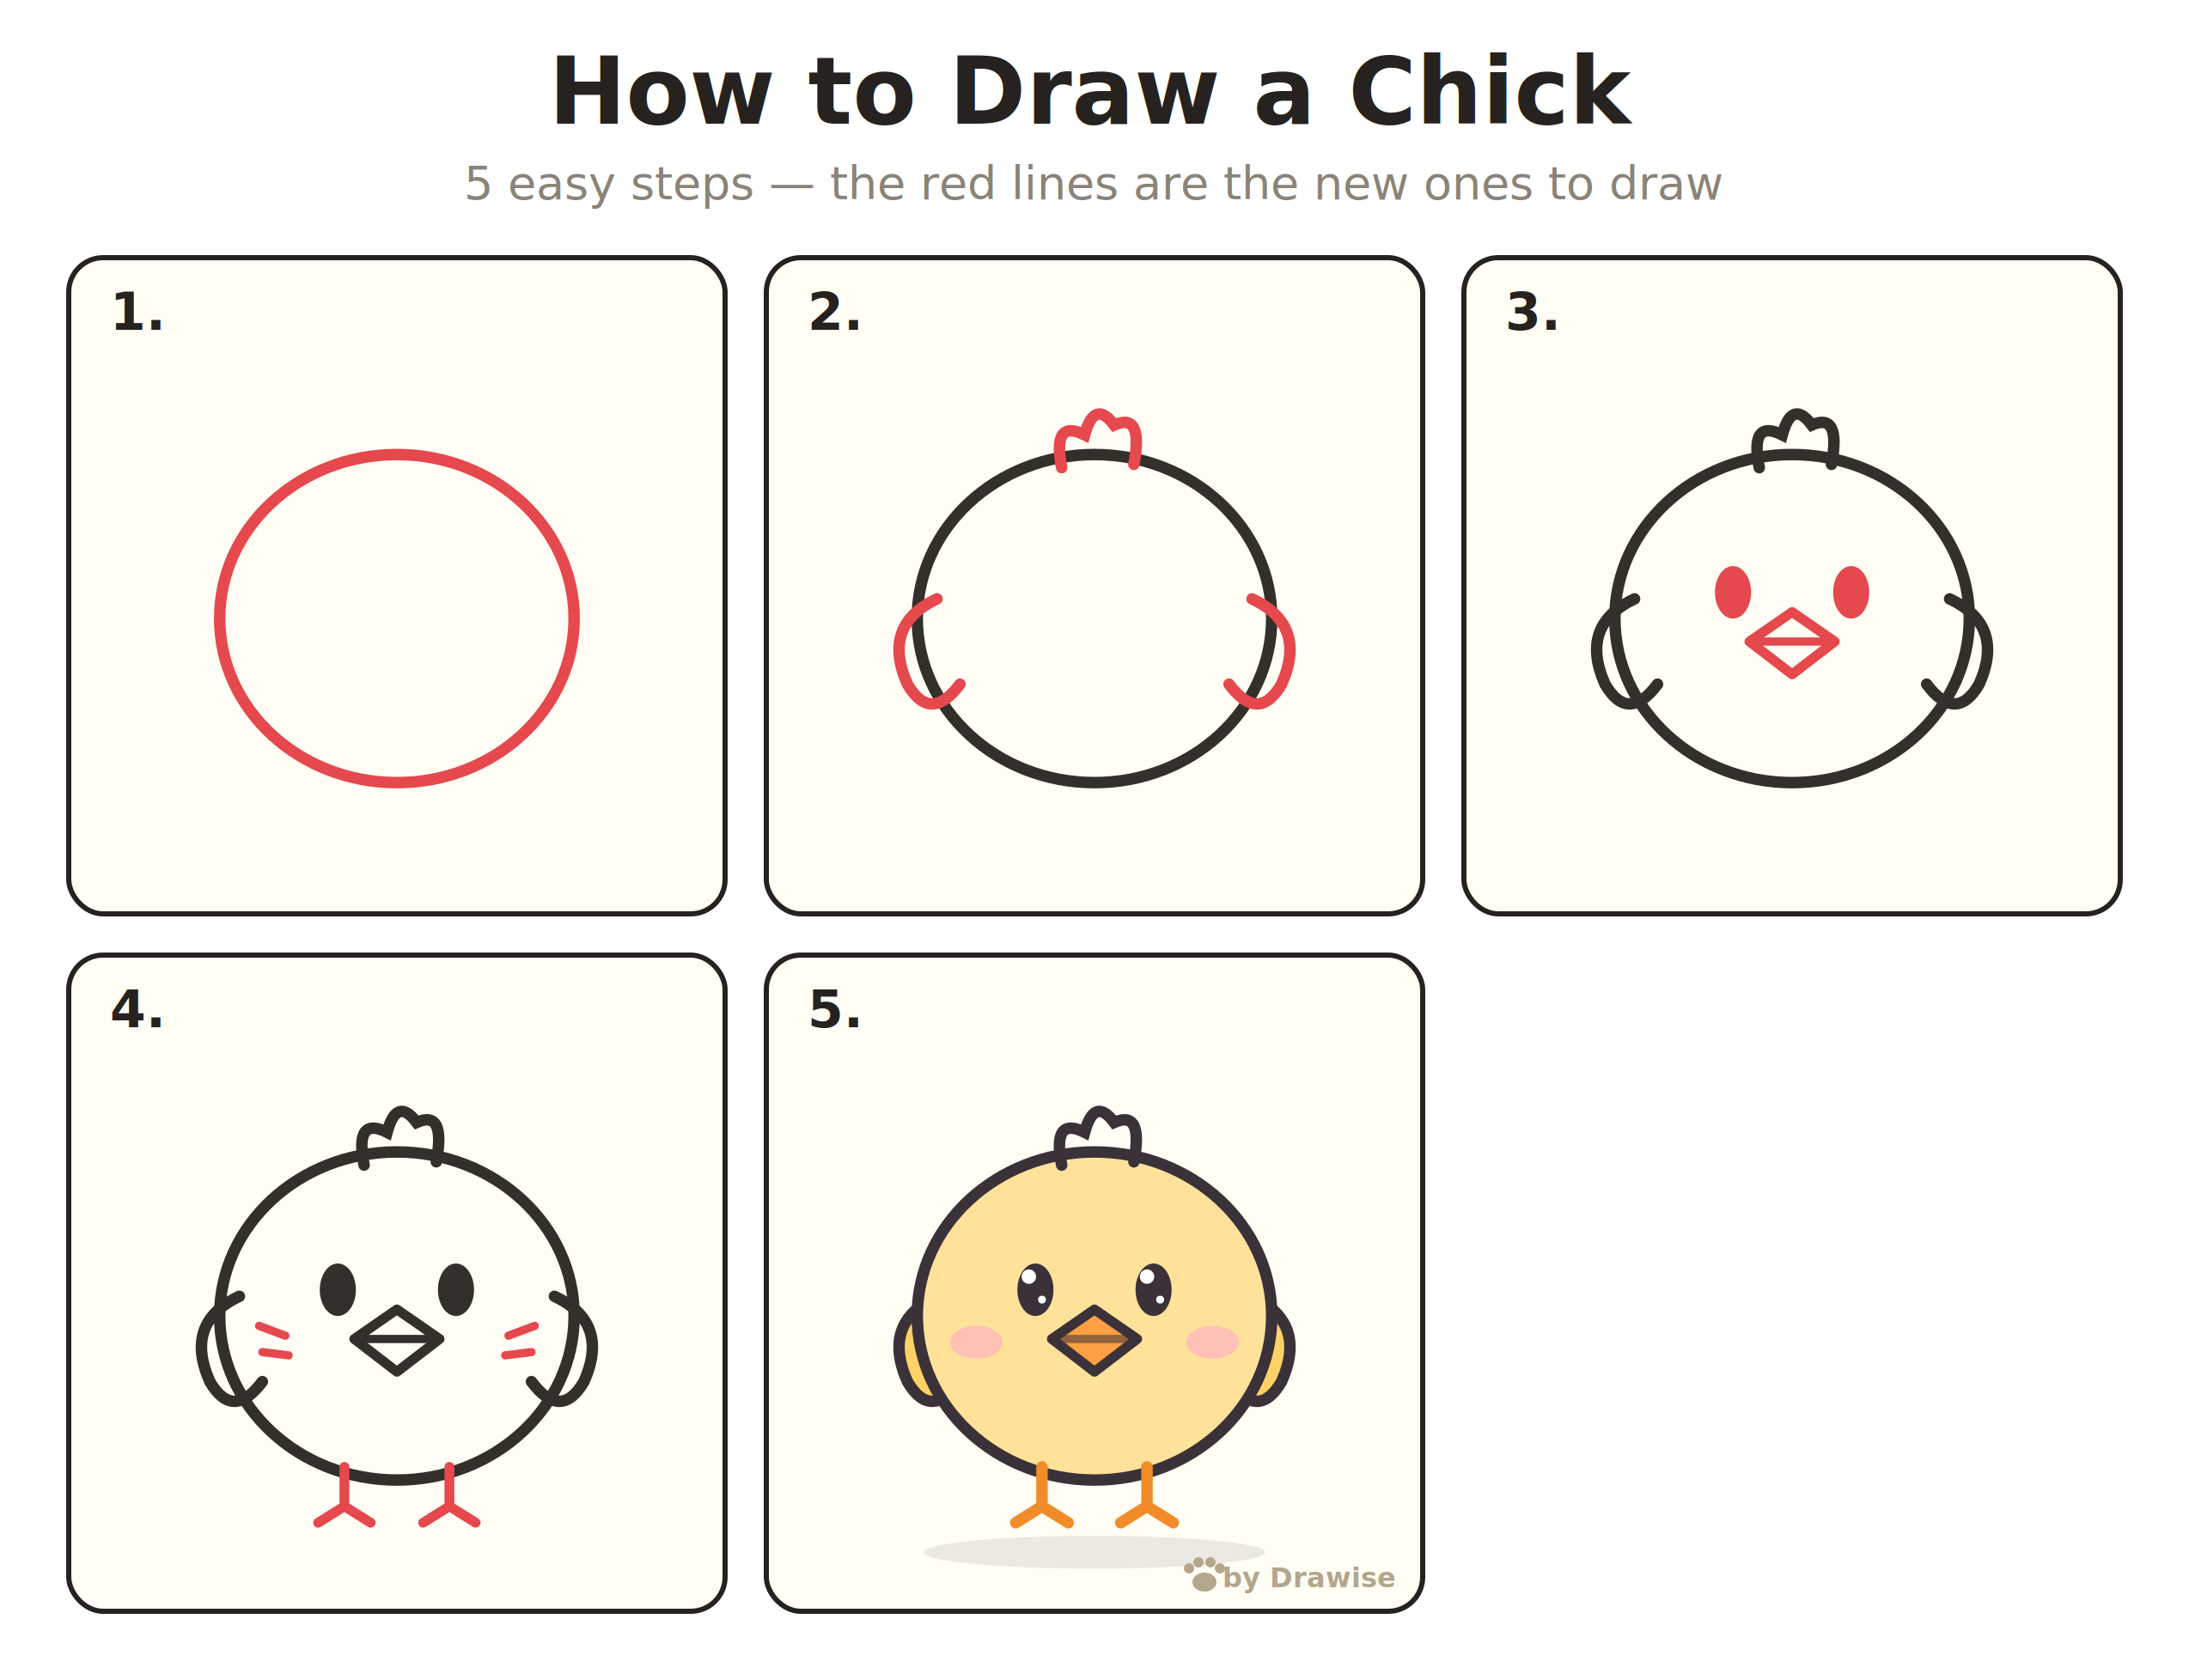 How to Draw a Chick
5 easy steps — the red lines are the new ones to draw
1.
2.
3.
4.
5.
by Drawise